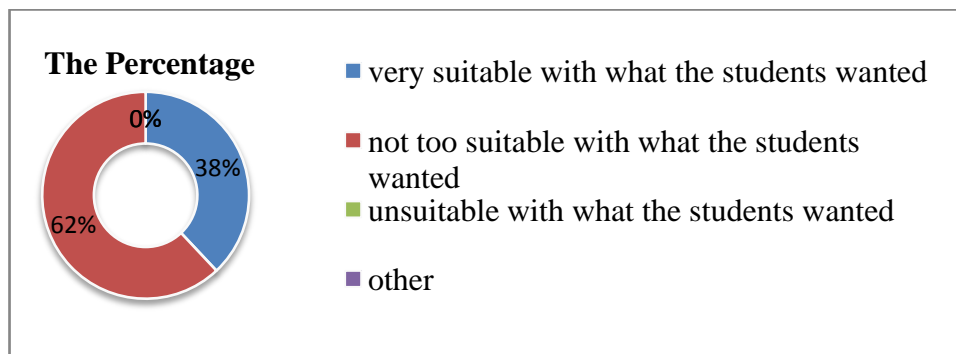 The Percentage
0%
38%
62%
very suitable with what the students wanted
not too suitable with what the students
wanted
unsuitable with what the students wanted
other